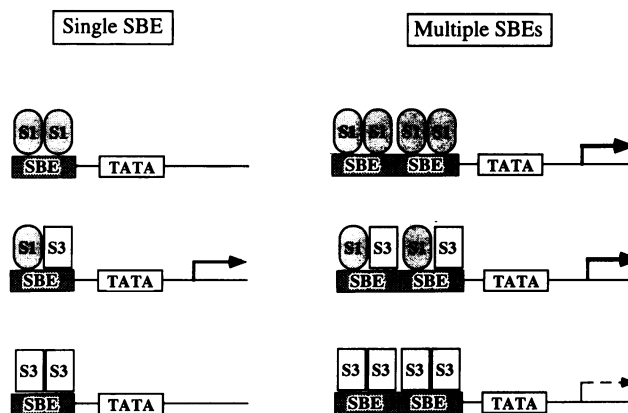 Single SBE
Multiple SBEs
S1 S1
SBE TATA
S1 S1 S1 S1
SBE SBE TATA
S1 S3
SBE TATA
S1 S3 S1 S3
SBE SBE TATA
S3 S3
SBE TATA
S3 S3 S3 S3
SBE SBE TATA